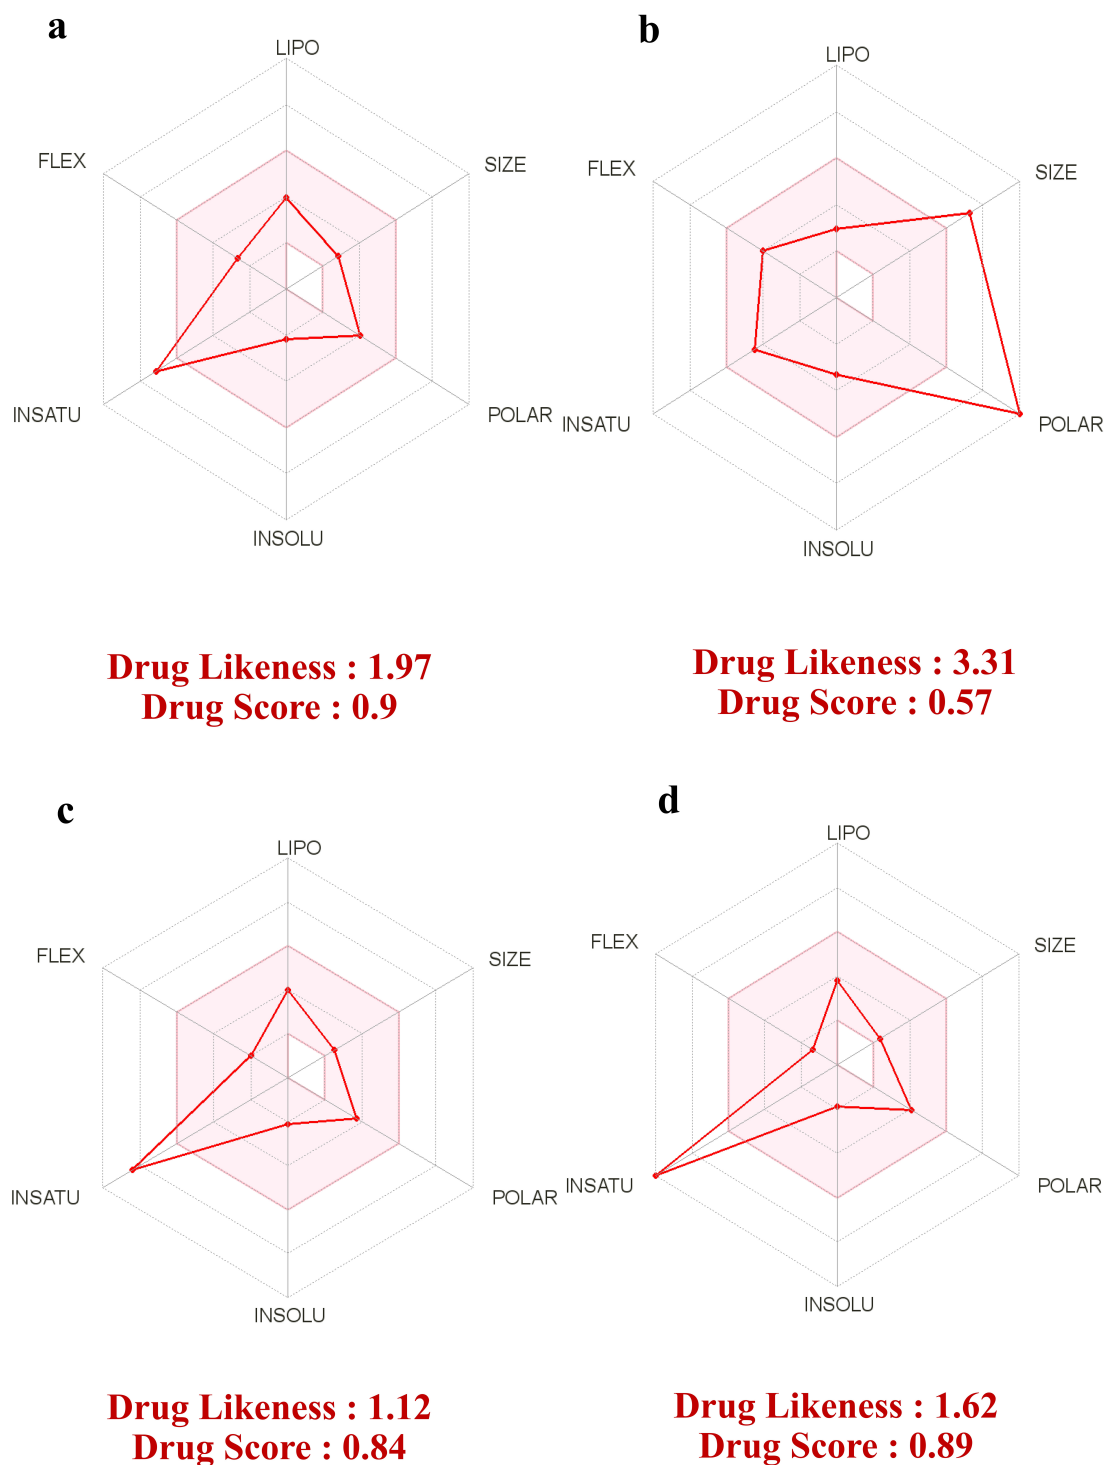 a
LIPO
FLEX
SIZE
INSATU
POLAR
INSOLU
Drug Likeness : 1.97
Drug Score : 0.9
b
LIPO
FLEX
SIZE
INSATU
POLAR
INSOLU
Drug Likeness : 3.31
Drug Score : 0.57
c
LIPO
FLEX
SIZE
INSATU
POLAR
INSOLU
Drug Likeness : 1.12
Drug Score : 0.84
d
LIPO
FLEX
SIZE
INSATU
POLAR
INSOLU
Drug Likeness : 1.62
Drug Score : 0.89